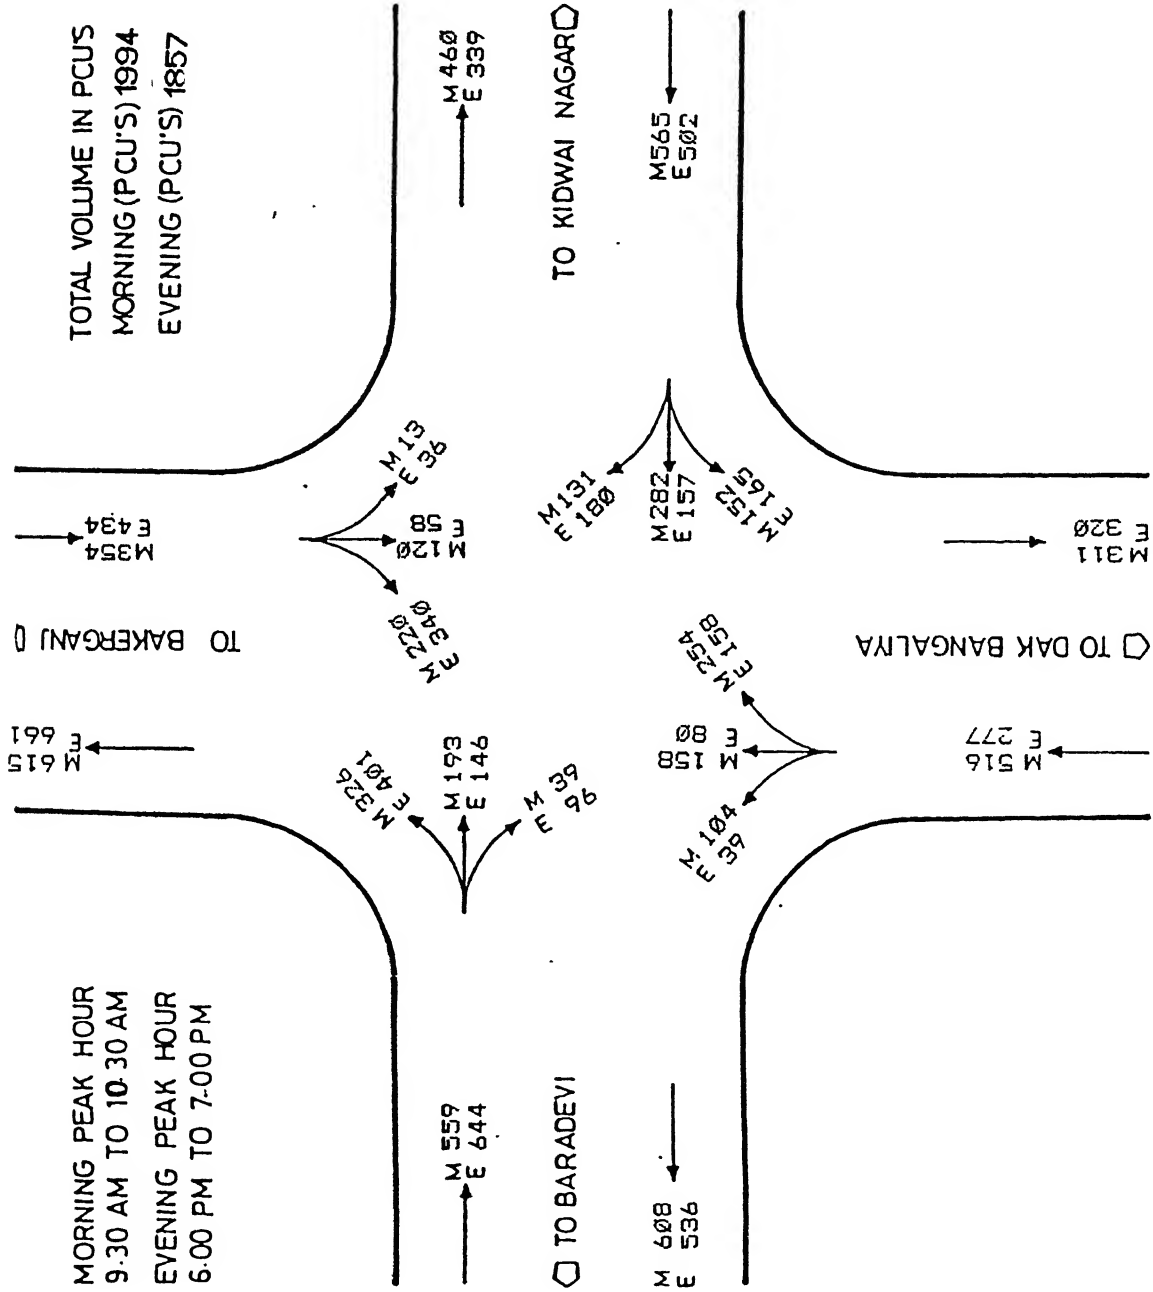 MORNING PEAK HOUR
9.30 AM TO 10.30 AM
EVENING PEAK HOUR
6.00 PM TO 7.00 PM
TOTAL VOLUME IN PCU'S
MORNING (PCU'S) 1994
EVENING (PCU'S) 1857
M 615
E 661
TO BAKERGANJ
M354
E434
M 460
E 339
TO KIDWAI NAGAR
M565
E502
M 13
E 36
M120
E 58
M 220
E 340
M131
E 180
M282
E 157
M 152
E 165
M 326
E 401
M193
E 146
M 39
E 96
M 254
E 158
M 158
E 80
M 104
E 39
M 559
E 644
TO BARADEVI
M 608
E 536
M 516
E 277
TO DAK BANGALIYA
M 311
E 320